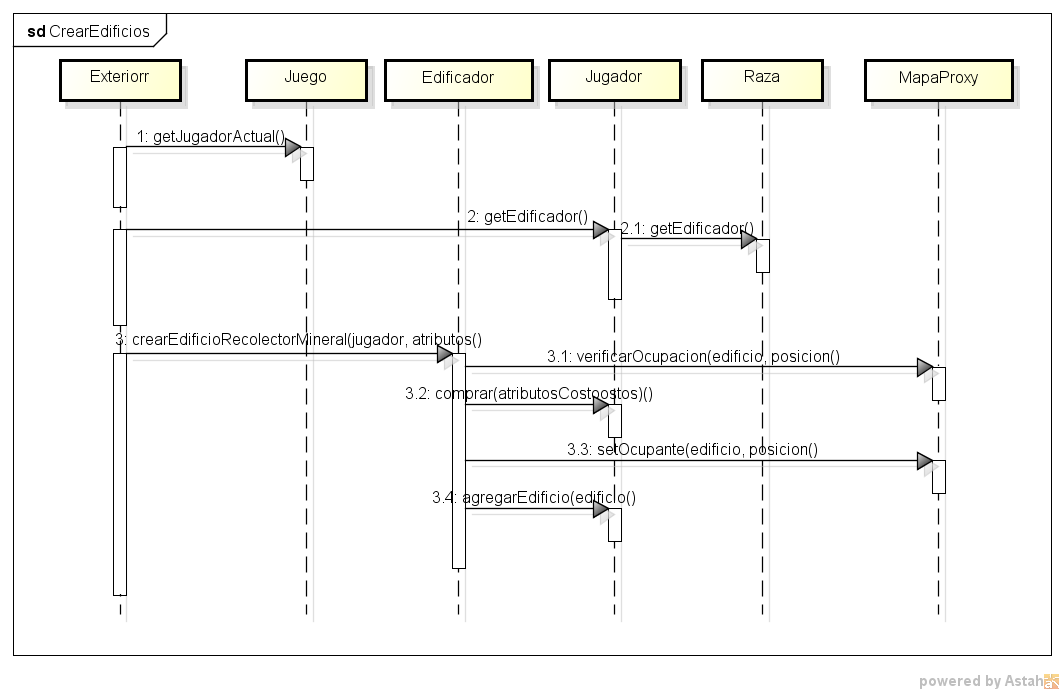 sd CrearEdificios
Exteriorr
Juego
Edificador
Jugador
Raza
MapaProxy
1: getJugadorActual()
2: getEdificador()
2.1: getEdificador()
3: crearEdificioRecolectorMineral(jugador, atributos()
3.1: verificarOcupacion(edificio, posicion()
3.2: comprar(atributosCostoostos)()
3.3: setOcupante(edificio, posicion()
3.4: agregarEdificio(edificio()
powered by Astah